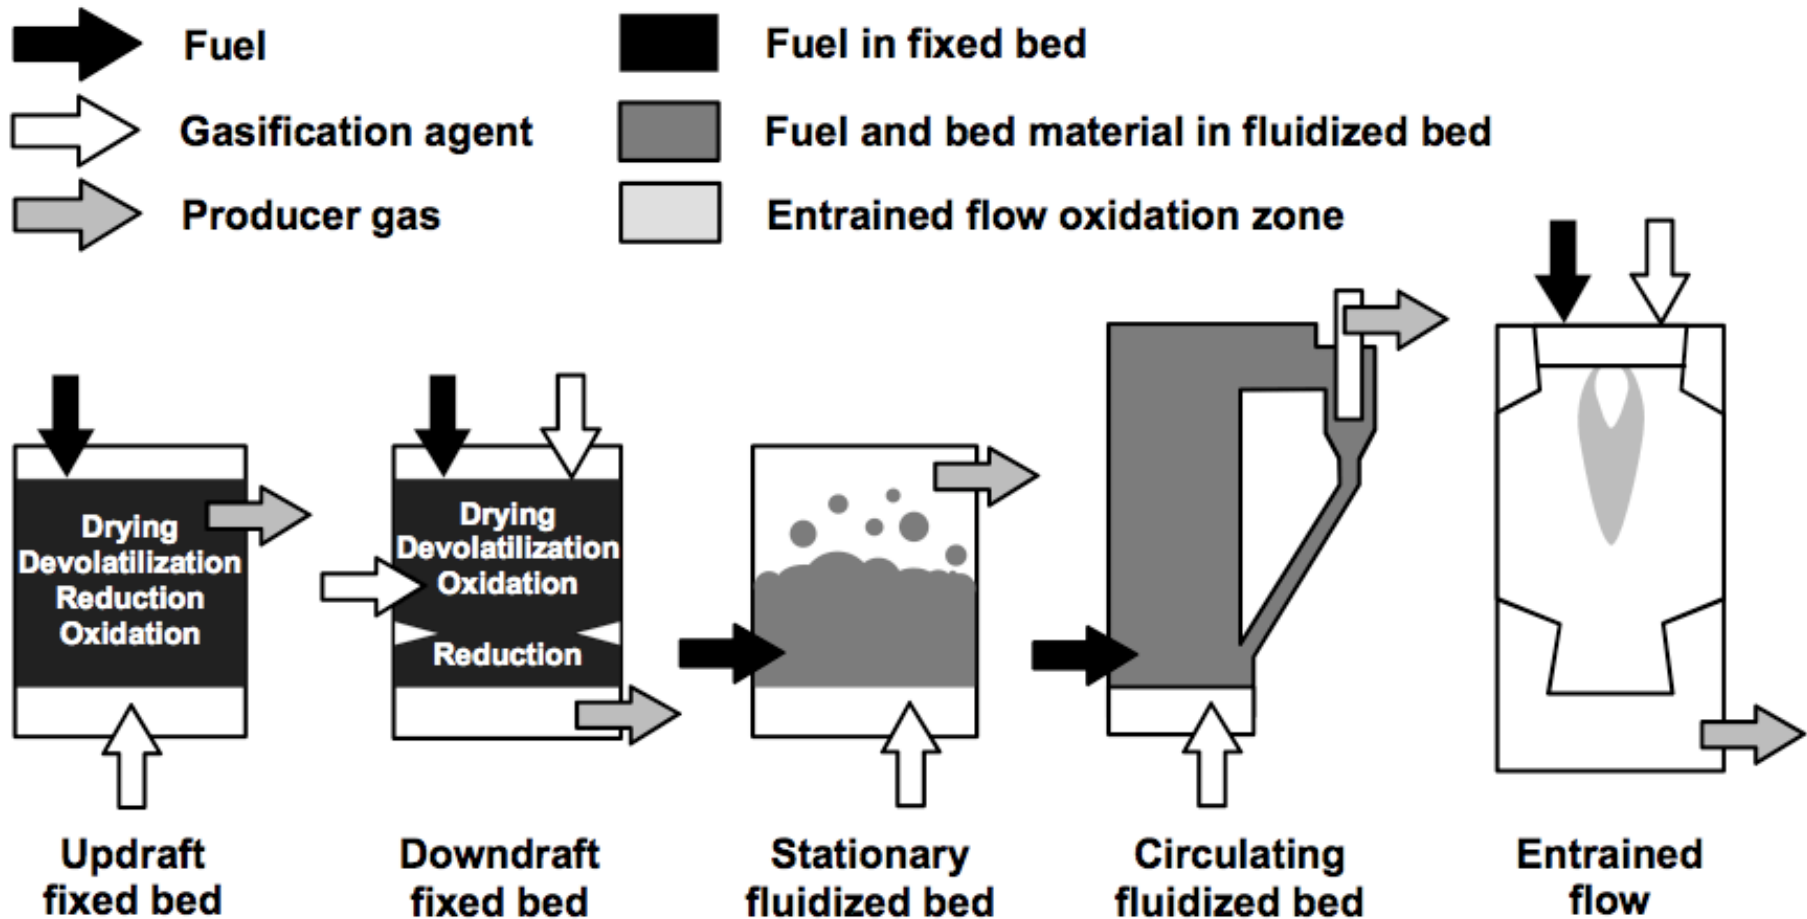 Fuel
Fuel in fixed bed
Gasification agent
Fuel and bed material in fluidized bed
Producer gas
Entrained flow oxidation zone
Drying
Devolatilization
Reduction
Oxidation
Drying
Devolatilization
Oxidation
Reduction
Updraft
fixed bed
Downdraft
fixed bed
Stationary
fluidized bed
Circulating
fluidized bed
Entrained
flow